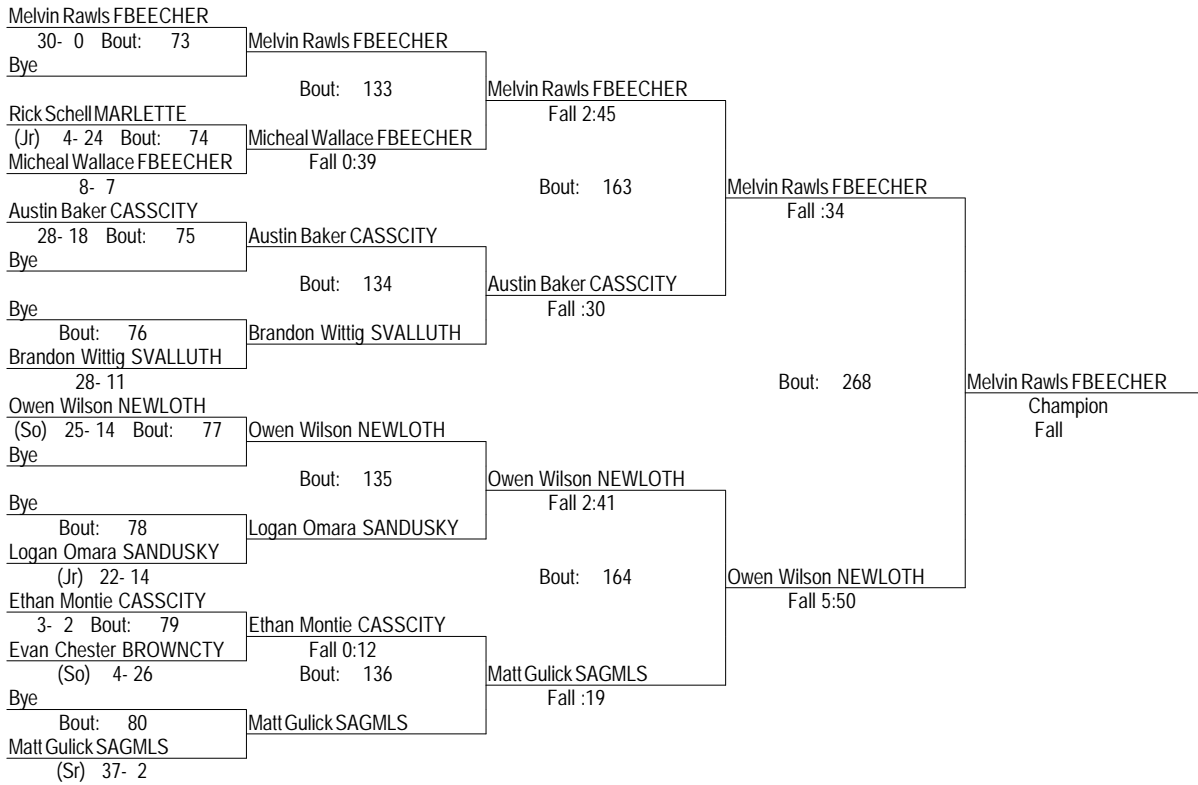 Melvin Rawls FBEECHER
30- 0 Bout: 73
Bye
Rick Schell MARLETTE
(Jr) 4- 24 Bout: 74
Micheal Wallace FBEECHER
8- 7
Austin Baker CASSCITY
28- 18 Bout: 75
Bye
Bye
Bout: 76
Brandon Wittig SVALLUTH
28- 11
Owen Wilson NEWLOTH
(So) 25- 14 Bout: 77
Bye
Bye
Bout: 78
Logan Omara SANDUSKY
(Jr) 22- 14
Ethan Montie CASSCITY
3- 2 Bout: 79
Evan Chester BROWNCTY
(So) 4- 26
Bye
Bout: 80
Matt Gulick SAGMLS
(Sr) 37- 2
Melvin Rawls FBEECHER
Bout: 133
Micheal Wallace FBEECHER
Fall 0:39
Austin Baker CASSCITY
Bout: 134
Brandon Wittig SVALLUTH
Owen Wilson NEWLOTH
Bout: 135
Logan Omara SANDUSKY
Ethan Montie CASSCITY
Fall 0:12
Bout: 136
Matt Gulick SAGMLS
Melvin Rawls FBEECHER
Fall 2:45
Bout: 163
Austin Baker CASSCITY
Fall :30
Owen Wilson NEWLOTH
Fall 2:41
Bout: 164
Matt Gulick SAGMLS
Fall :19
Melvin Rawls FBEECHER
Fall :34
Bout: 268
Owen Wilson NEWLOTH
Fall 5:50
Melvin Rawls FBEECHER
Champion
Fall